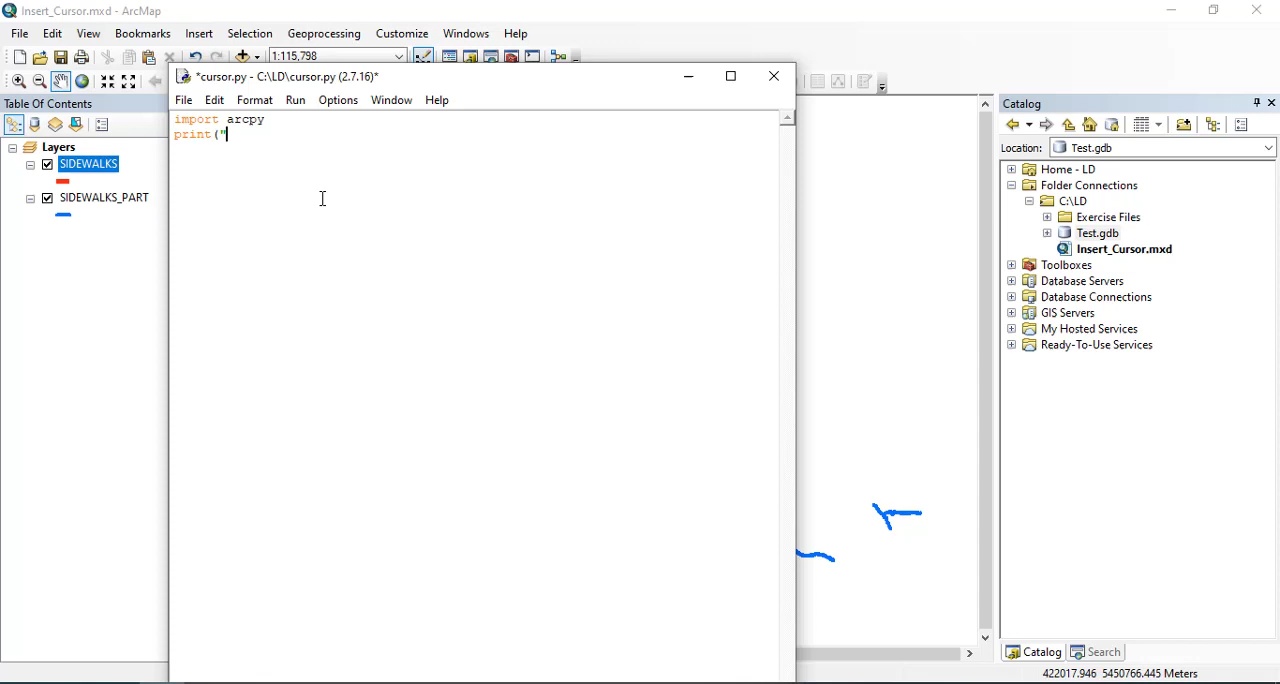 Insert_Cursor.mxd - ArcMap
File Edit View Bookmarks Insert Selection Geoprocessing Customize Windows Help
1:115,798
Table Of Contents
Layers
SIDEWALKS
SIDEWALKS_PART
*cursor.py - C:\LD\cursor.py (2.7.16)*
File Edit Format Run Options Window Help
import arcpy
print("
Catalog
Location: Test.gdb
Home - LD
Folder Connections
C:\LD
Exercise Files
Test.gdb
Insert_Cursor.mxd
Toolboxes
Database Servers
Database Connections
GIS Servers
My Hosted Services
Ready-To-Use Services
Catalog Search
422017.946 5450766.445 Meters